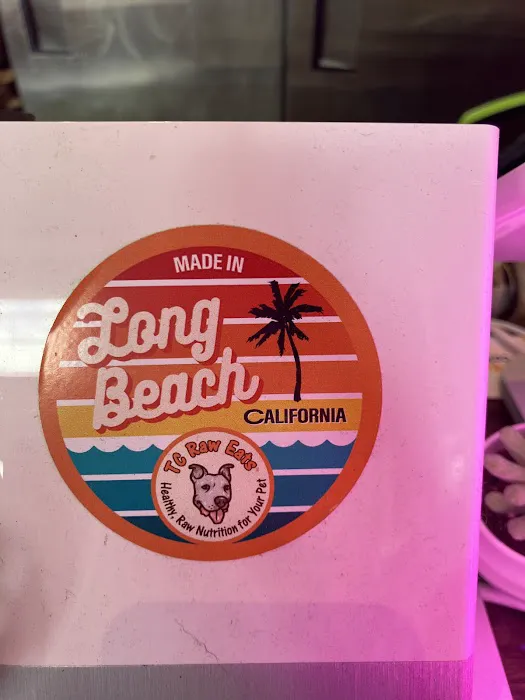 MADE IN
Long
Beach
CALIFORNIA
TC Raw Eats
Healthy, Raw Nutrition for Your Pet